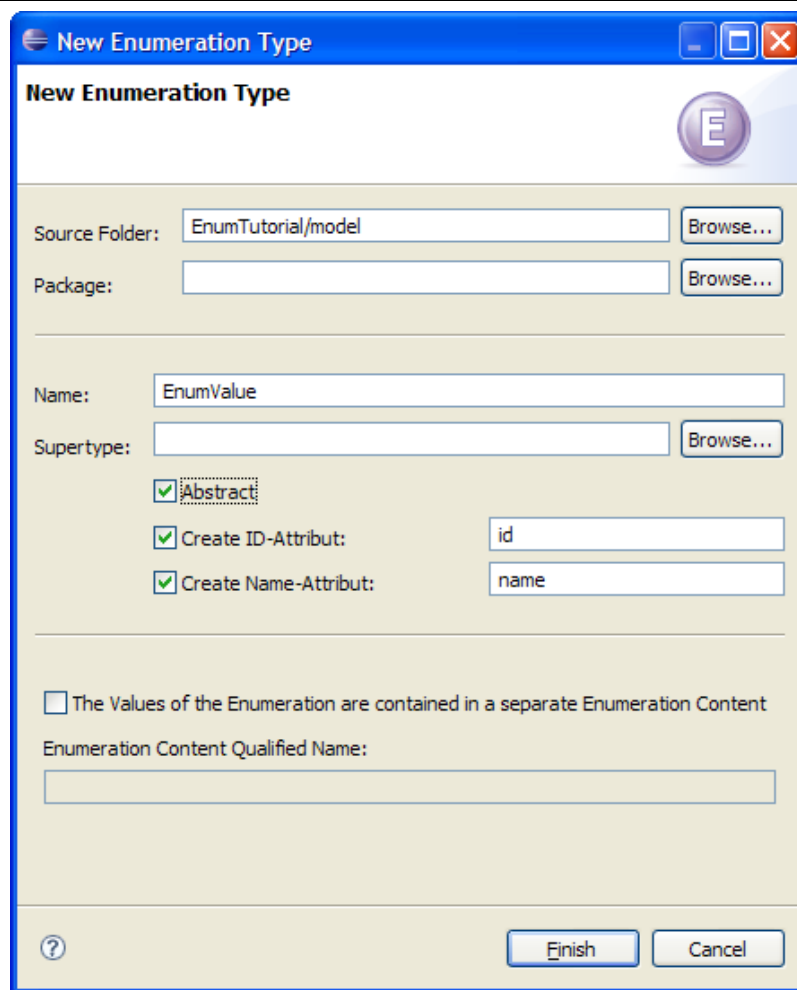 New Enumeration Type
New Enumeration Type
E
Source Folder: EnumTutorial/model Browse...
Package: Browse...
Name: EnumValue
Supertype: Browse...
Abstract
Create ID-Attribut: id
Create Name-Attribut: name
The Values of the Enumeration are contained in a separate Enumeration Content
Enumeration Content Qualified Name:
? Finish Cancel